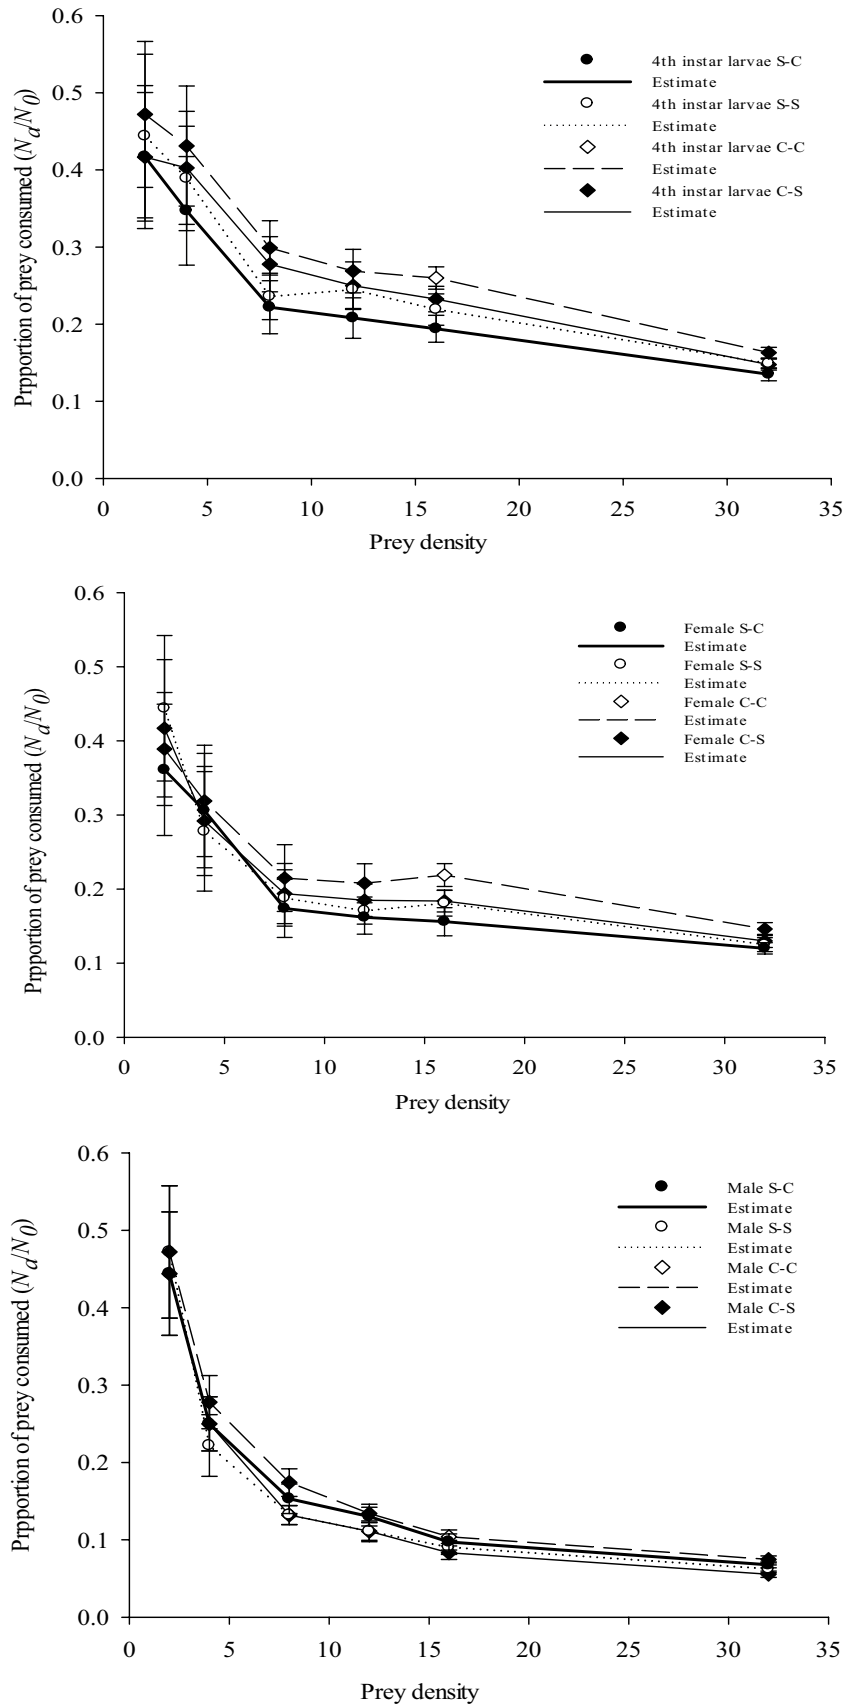 0.6
0.5
0.4
0.3
0.2
0.1
0.0
Prpportion of prey consumed (Na/N0)
4th instar larvae S-C
Estimate
4th instar larvae S-S
Estimate
4th instar larvae C-C
Estimate
4th instar larvae C-S
Estimate
0 5 10 15 20 25 30 35
Prey density
0.6
0.5
0.4
0.3
0.2
0.1
0.0
Prpportion of prey consumed (Na/N0)
Female S-C
Estimate
Female S-S
Estimate
Female C-C
Estimate
Female C-S
Estimate
0 5 10 15 20 25 30 35
Prey density
0.6
0.5
0.4
0.3
0.2
0.1
0.0
Prpportion of prey consumed (Na/N0)
Male S-C
Estimate
Male S-S
Estimate
Male C-C
Estimate
Male C-S
Estimate
0 5 10 15 20 25 30 35
Prey density